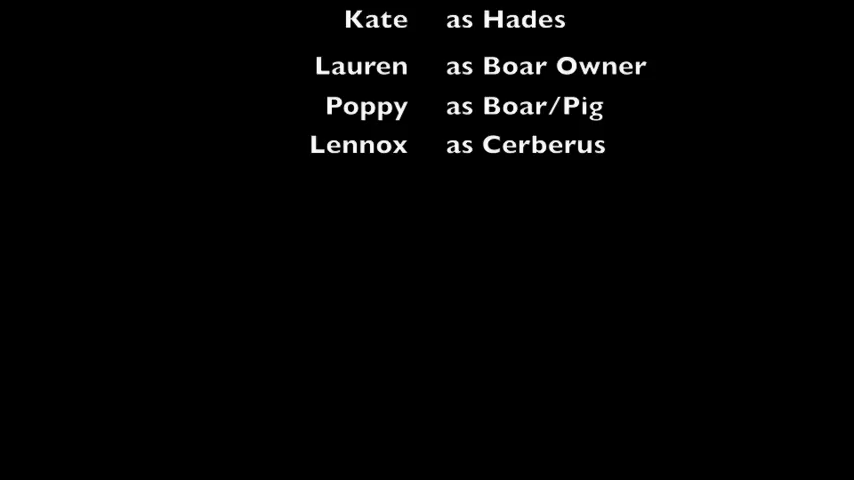 Kate as Hades
Lauren as Boar Owner
Poppy as Boar/Pig
Lennox as Cerberus